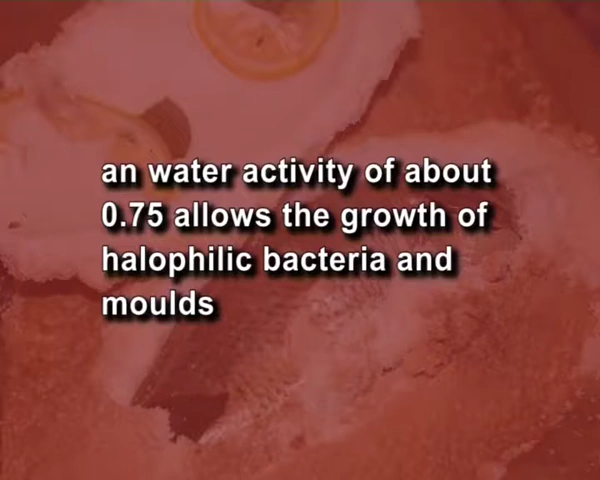 an water activity of about
0.75 allows the growth of
halophilic bacteria and
moulds